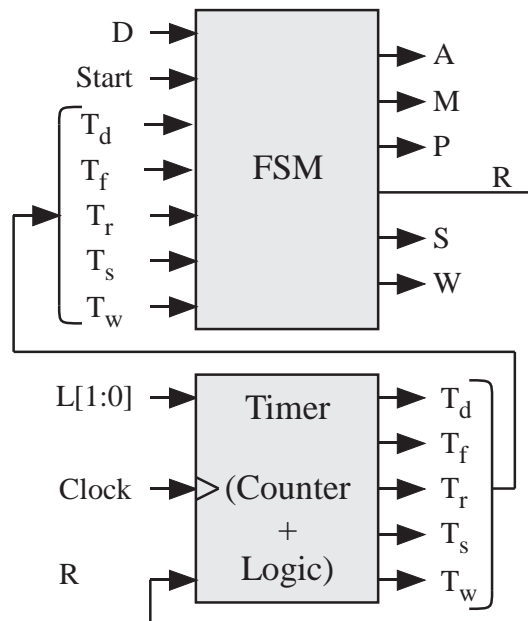 D
A
Start
M
T_d
P
T_f
FSM
R
T_r
T_s
S
T_w
W
L[1:0]
Timer
T_d
T_f
Clock
(Counter
T_r
+
T_s
R
Logic)
T_w